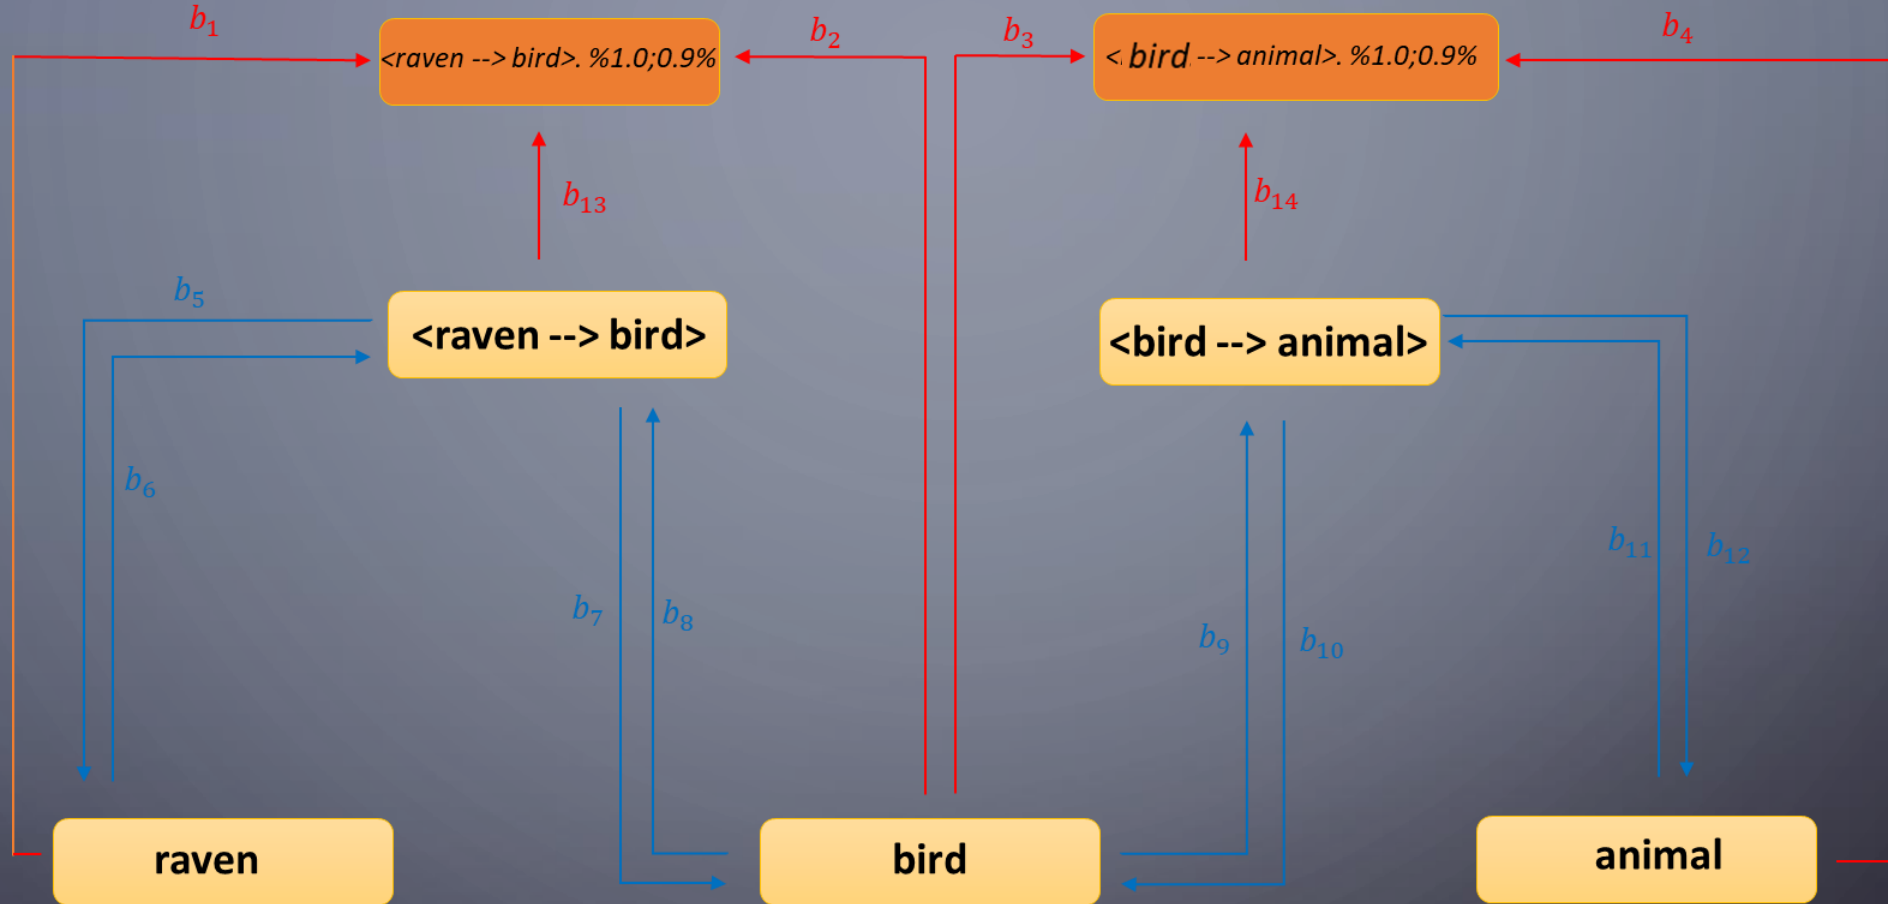 b₁
b₂
b₃
b₄
<raven --> bird>. %1.0;0.9%
< bird --> animal>. %1.0;0.9%
b₁₃
b₁₄
b₅
<raven --> bird>
<bird --> animal>
b₆
b₁₁
b₁₂
b₇
b₈
b₉
b₁₀
raven
bird
animal